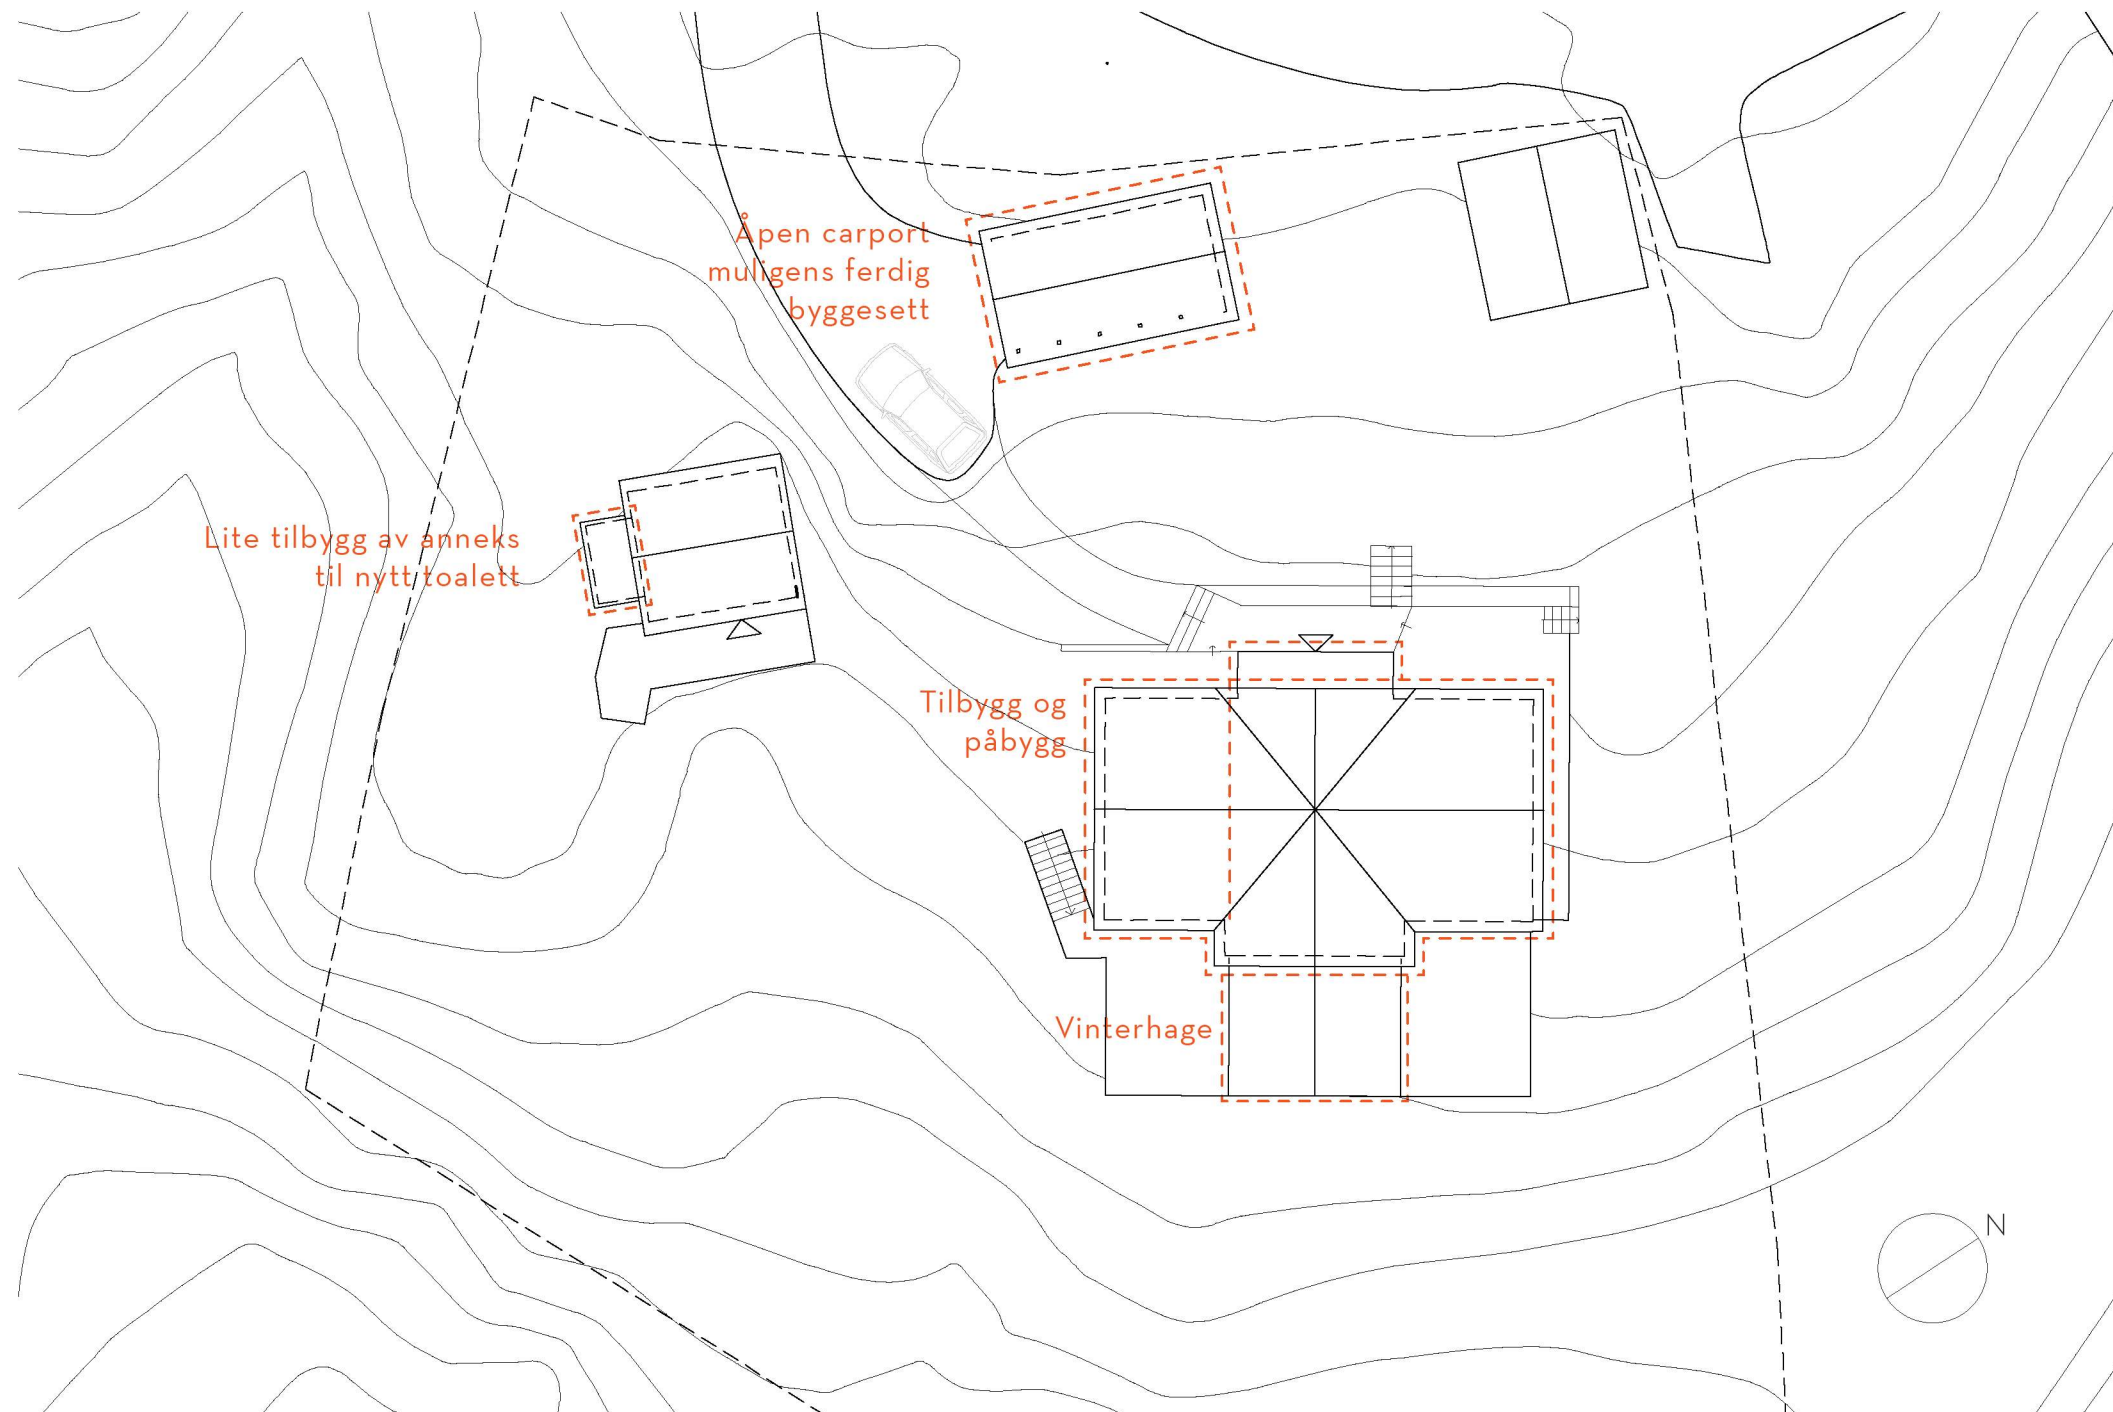 Åpen carport
muligens ferdig
byggesett
Lite tilbygg av anneks
til nytt toalett
Tilbygg og
påbygg
Vinterhage
N